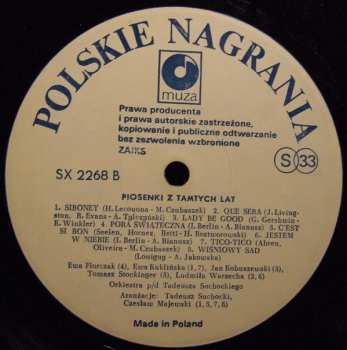 POLSKIE NAGRANIA
muza
Prawa producenta
i prawa autorskie zastrzeżone,
kopiowanie i publiczne odtwarzanie
bez zezwolenia wzbronione
ZAIKS
S 33
SX 2268 B
PIOSENKI Z TAMTYCH LAT
1. SIBONEY (H. Lecouona - M. Czubaszek) 2. QUE SERA (J. Living-
ston, R. Evans - A. Tylczyński) 3. LADY BE GOOD (G. Gershwin -
E. Winkler) 4. PORA ŚWIATECZNA (I. Berlin - A. Bianusz) 5. C'EST
SI BON (Seelen, Hornez, Betti - H. Rostworowski) 6. JESTEM
W NIEBIE (I. Berlin - A. Bianusz) 7. TICO-TICO (Abreu,
Oliveira - M. Czubaszek) 8. WIŚNIOWY SAD
(Louiguy - A. Jakowska)
Ewa Florczak (4), Ewa Kuklińska (1, 7), Jan Kobuszewski (5)
Tomasz Stockinger (3), Ludmiła Warzecha (2, 6)
Orkiestra p/d Tadeusza Suchockiego
Aranżacje: Tadeusz Suchocki,
Czesław Majewski (1, 5, 7, 8)
Made in Poland